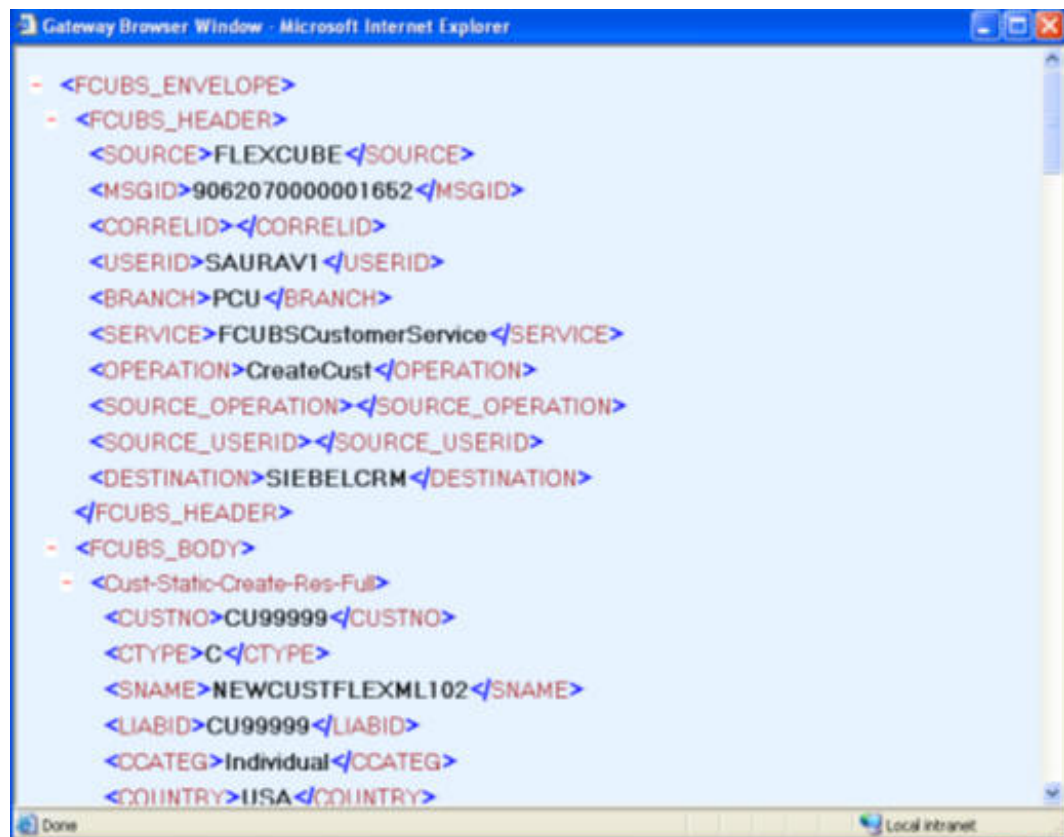 Gateway Browser Window - Microsoft Internet Explorer
- <FCUBS_ENVELOPE>
- <FCUBS_HEADER>
<SOURCE>FLEXCUBE</SOURCE>
<MSGID>9062070000001652</MSGID>
<CORRELID></CORRELID>
<USERID>SAURAV1</USERID>
<BRANCH>PCU</BRANCH>
<SERVICE>FCUBSCustomerService</SERVICE>
<OPERATION>CreateCust</OPERATION>
<SOURCE_OPERATION></SOURCE_OPERATION>
<SOURCE_USERID></SOURCE_USERID>
<DESTINATION>SIEBELCRM</DESTINATION>
</FCUBS_HEADER>
- <FCUBS_BODY>
- <Cust-Static-Create-Res-Full>
<CUSTNO>CU99999</CUSTNO>
<CTYPE>C</CTYPE>
<SNAME>NEWCUSTFLEXML102</SNAME>
<LIABID>CU99999</LIABID>
<CCATEG>Individual</CCATEG>
<COUNTRY>USA</COUNTRY>
Done
Local intranet